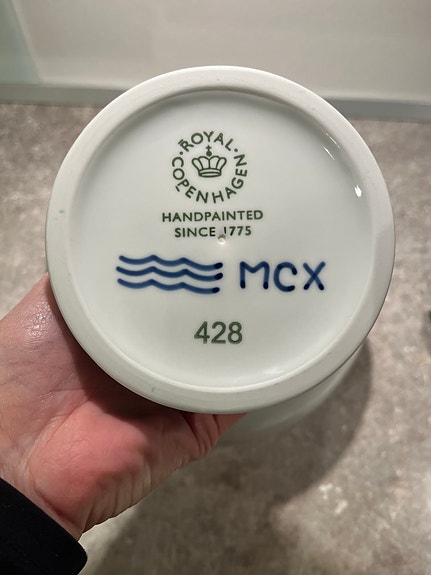 ROYAL
COPENHAGEN
HANDPAINTED
SINCE 1775
MCX
428